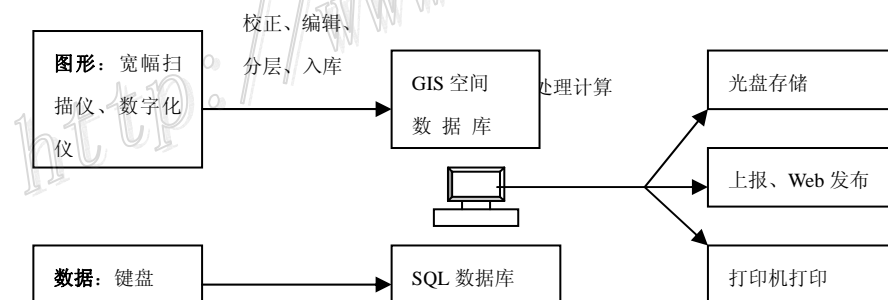 校正、编辑、
分层、入库
图形：宽幅扫
描仪、数字化
仪
GIS 空间
数 据 库
处理计算
光盘存储
上报、Web 发布
打印机打印
数据：键盘
SQL 数据库
http://www